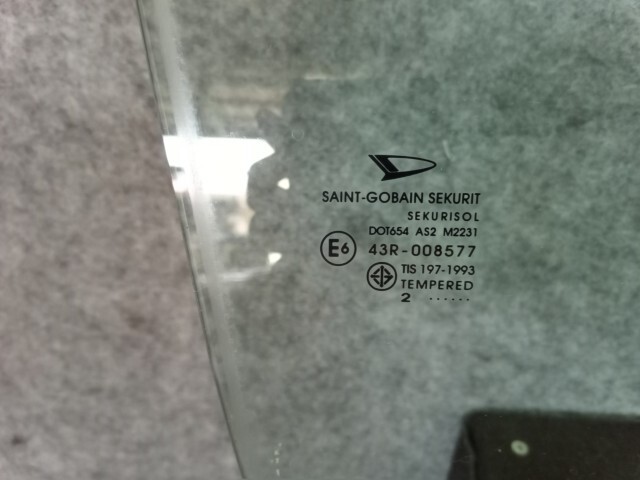 SAINT-GOBAIN SEKURIT
SEKURISOL
DOT654 AS2 M2231
E6 43R-008577
TIS 197-1993
TEMPERED
2 ......